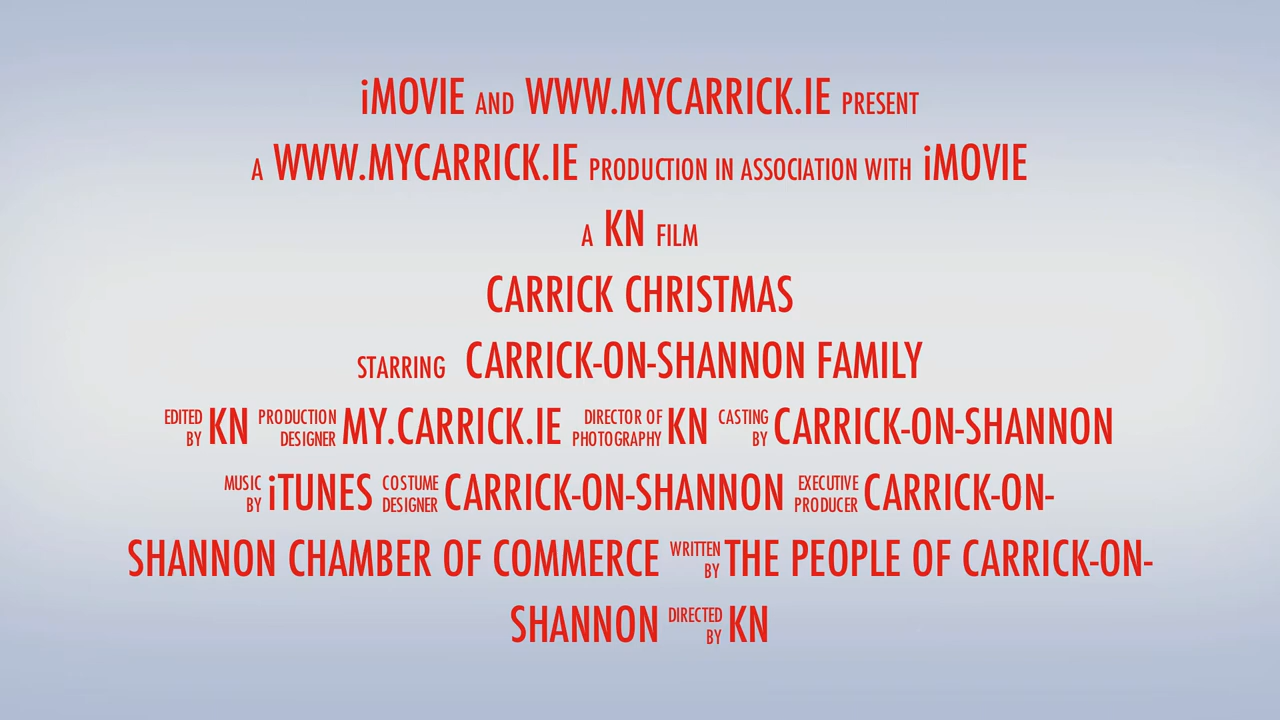 iMOVIE AND WWW.MYCARRICK.IE PRESENT
A WWW.MYCARRICK.IE PRODUCTION IN ASSOCIATION WITH iMOVIE
A KN FILM
CARRICK CHRISTMAS
STARRING CARRICK-ON-SHANNON FAMILY
EDITED BY KN PRODUCTION DESIGNER MY.CARRICK.IE DIRECTOR OF PHOTOGRAPHY KN CASTING BY CARRICK-ON-SHANNON
MUSIC BY iTUNES COSTUME DESIGNER CARRICK-ON-SHANNON EXECUTIVE PRODUCER CARRICK-ON-
SHANNON CHAMBER OF COMMERCE WRITTEN BY THE PEOPLE OF CARRICK-ON-
SHANNON DIRECTED BY KN